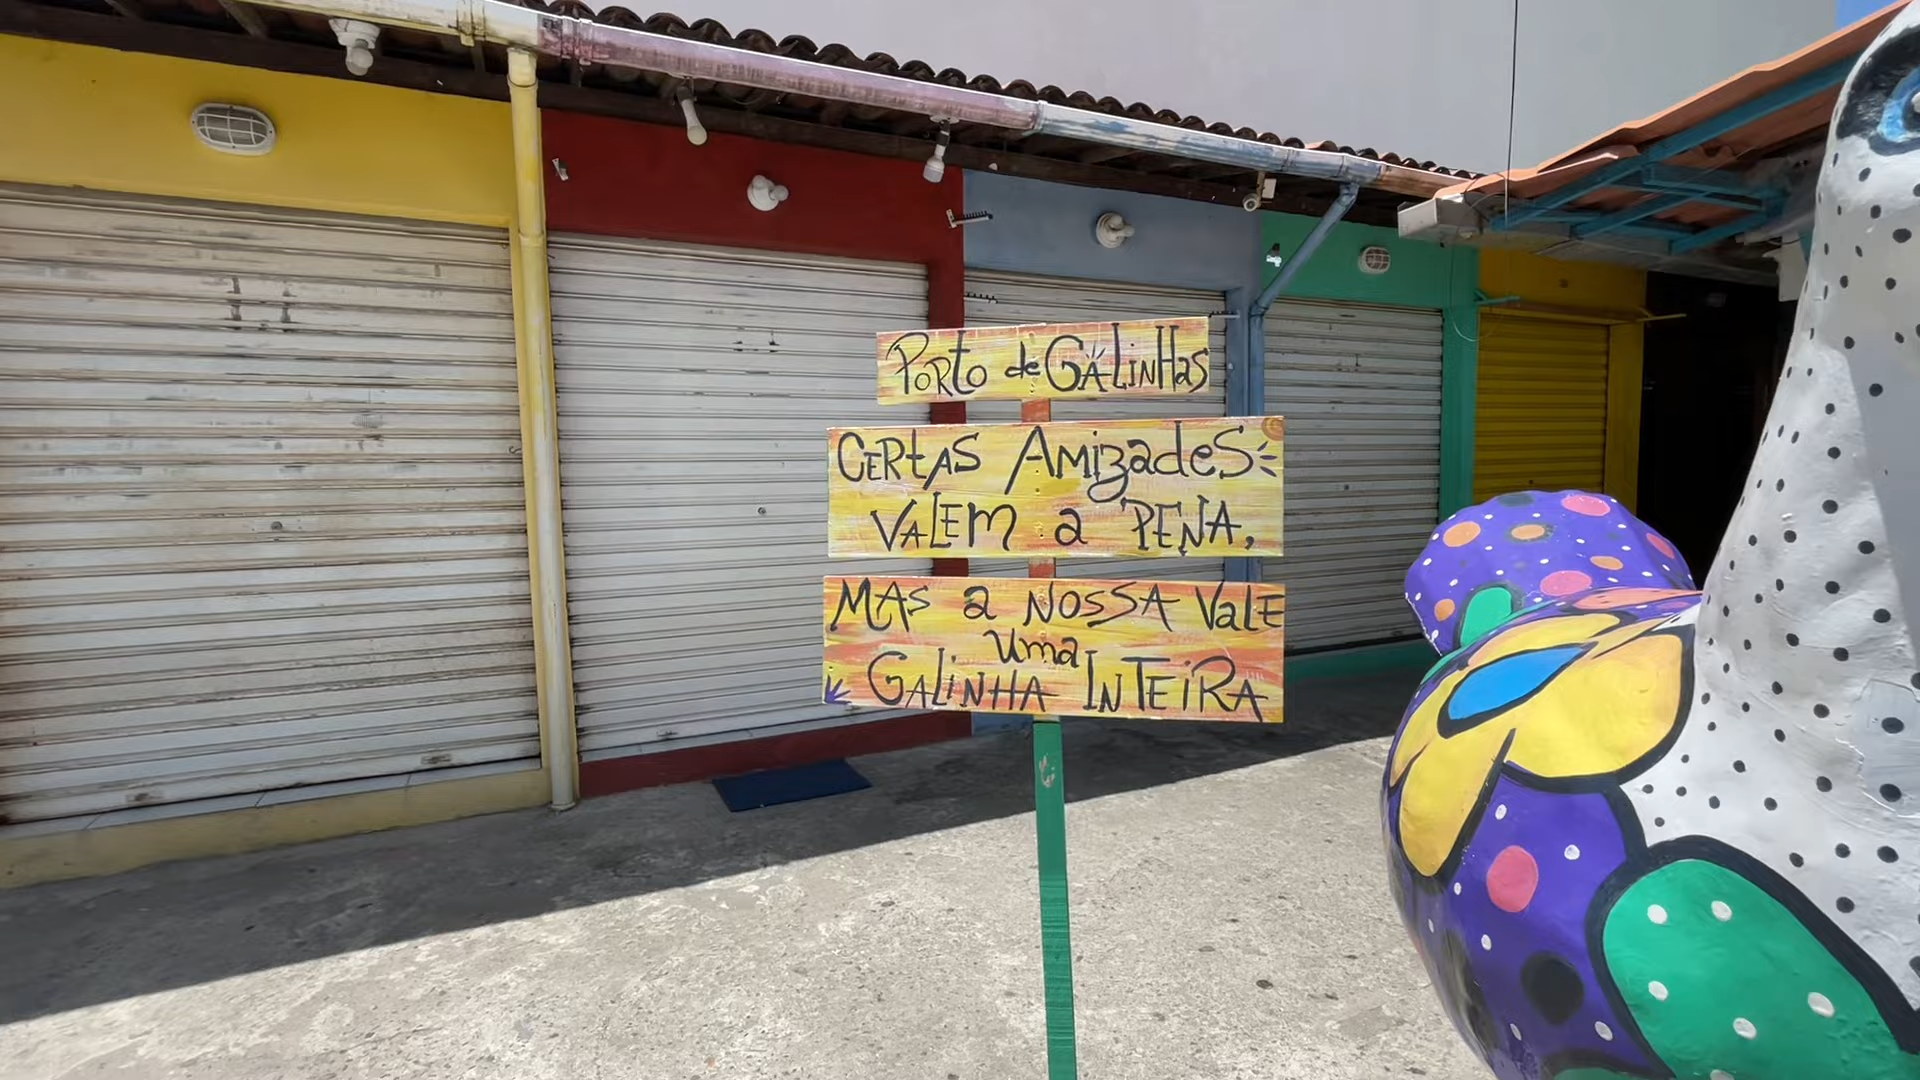 Porto de Galinhas
Certas Amizades
Valem a Pena,
Mas a Nossa Vale
uma
Galinha Inteira